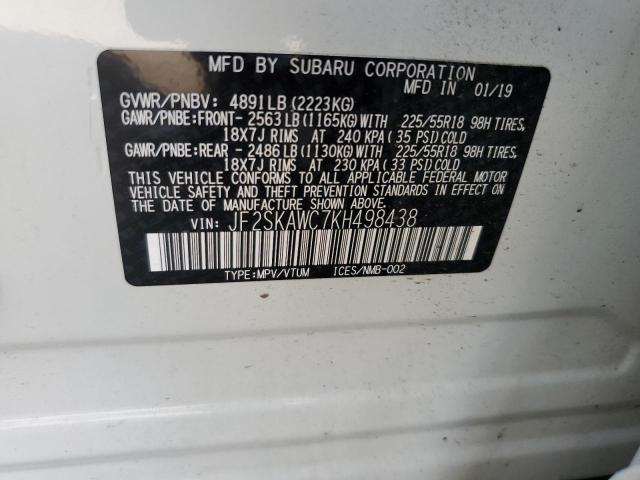 MFD BY SUBARU CORPORATION
MFD IN 01/19
GVWR/PNBV: 4891LB(2223KG)
GAWR/PNBE:FRONT- 2563LB(1165KG)WITH 225/55R18 98H TIRES,
18X7J RIMS AT 240 KPA( 35 PSI)COLD
GAWR/PNBE:REAR - 2486LB(1130KG)WITH 225/55R18 98H TIRES,
18X7J RIMS AT 230 KPA( 33 PSI)COLD
THIS VEHICLE CONFORMS TO ALL APPLICABLE FEDERAL MOTOR
VEHICLE SAFETY AND THEFT PREVENTION STANDARDS IN EFFECT ON
THE DATE OF MANUFACTURE SHOWN ABOVE.
VIN: JF2SKAWC7KH498438
TYPE:MPV/VTUM ICES/NMB-002